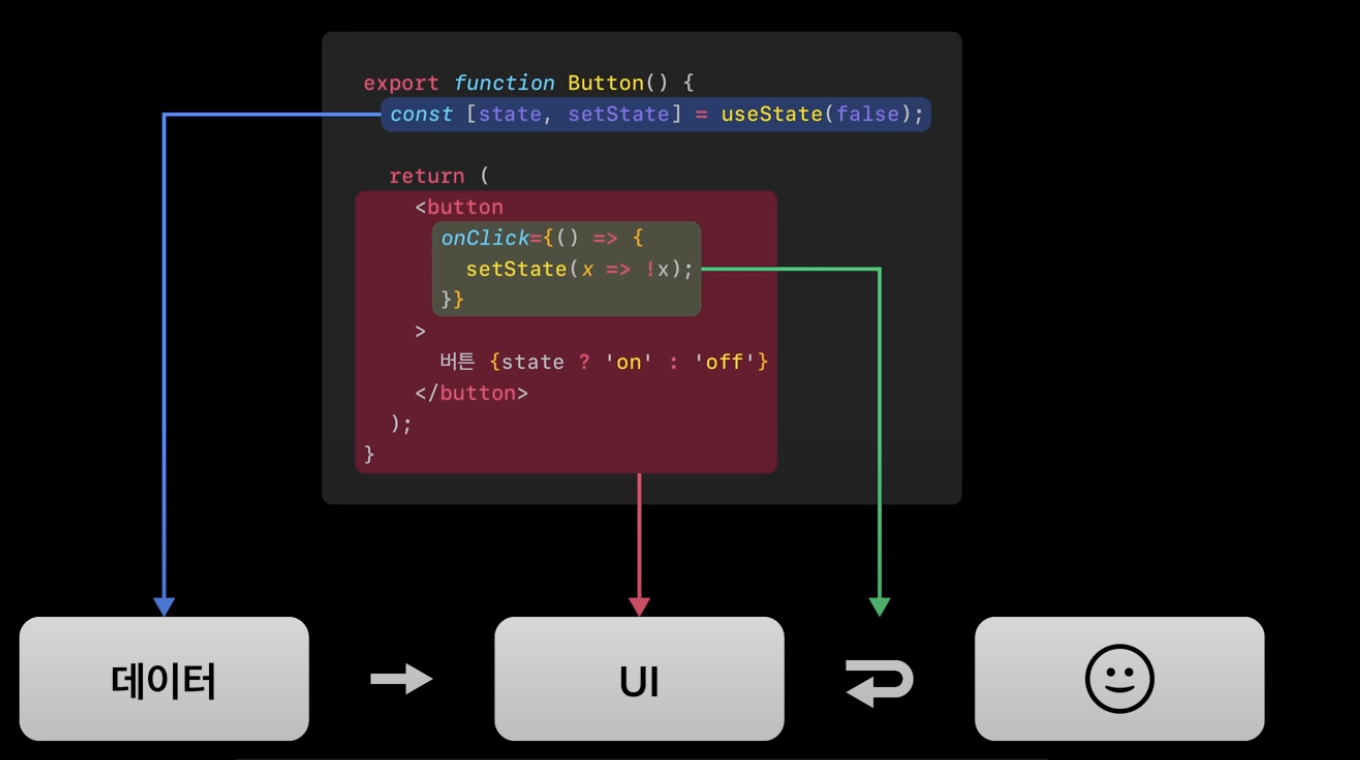 export function Button() {
const [state, setState] = useState(false);
return (
<button
onClick={() => {
setState(x => !x);
}}
>
버튼 {state ? 'on' : 'off'}
</button>
);
}
데이터
UI